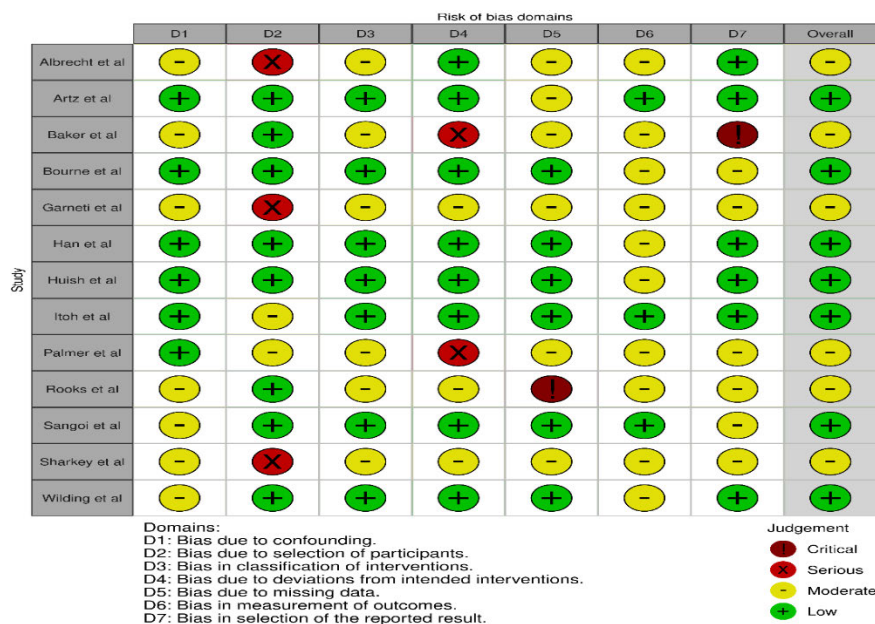 Risk of bias domains
D1 D2 D3 D4 D5 D6 D7 Overall
Albrecht et al - X - + - - + -
Artz et al + + + + - + + +
Baker et al - + - X - - ! -
Bourne et al + + + + + - - +
Garneti et al - X - - - - - -
Han et al + + + + + - + +
Huish et al + + + + + - + +
Itoh et al + - + + + + + +
Palmer et al + - - X - - - -
Rooks et al - + - - ! - - -
Sangoi et al - + + + + + - +
Sharkey et al - X - - - - - -
Wilding et al - + + + + - + +
Study
Domains:
D1: Bias due to confounding.
D2: Bias due to selection of participants.
D3: Bias in classification of interventions.
D4: Bias due to deviations from intended interventions.
D5: Bias due to missing data.
D6: Bias in measurement of outcomes.
D7: Bias in selection of the reported result.
Judgement
! Critical
X Serious
- Moderate
+ Low